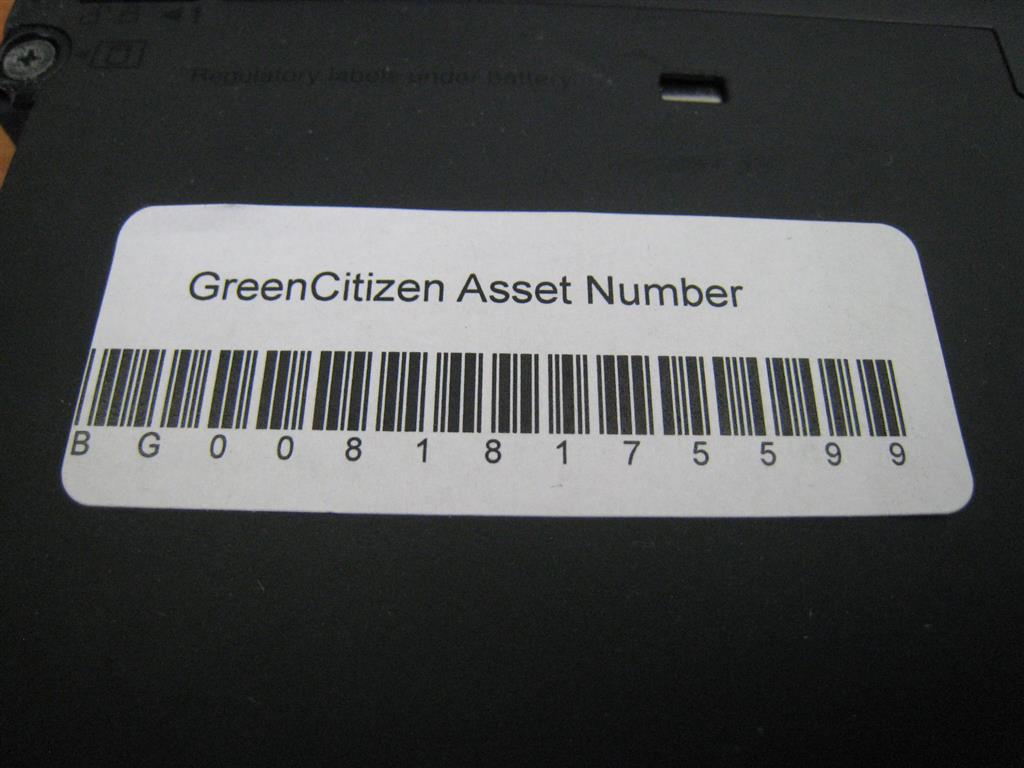 Regulatory labels under battery
GreenCitizen Asset Number
B G 0 0 8 1 8 1 7 5 5 9 9